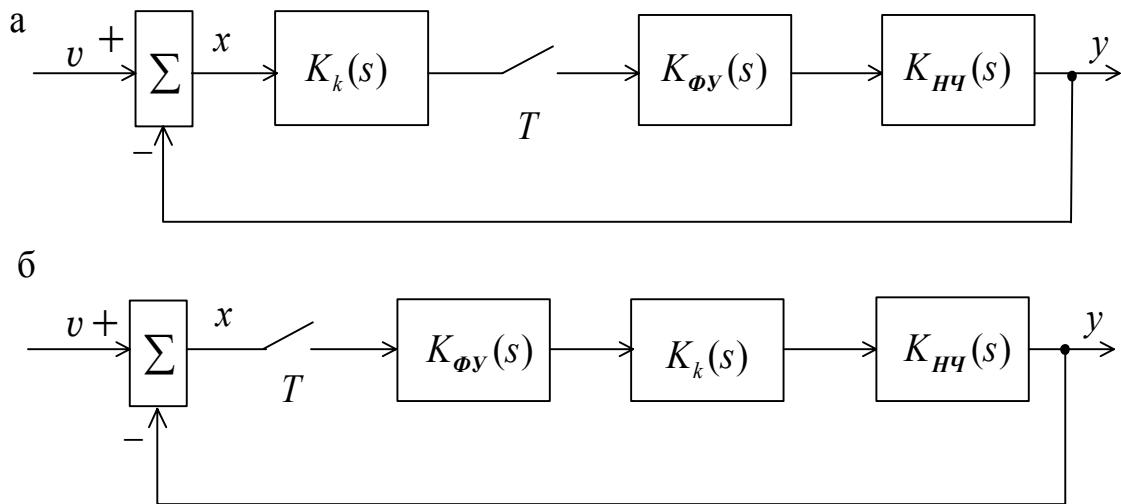 а
v + Σ x K_k(s) T K_ФУ(s) K_НЧ(s) y
−
б
v + Σ x T K_ФУ(s) K_k(s) K_НЧ(s) y
−